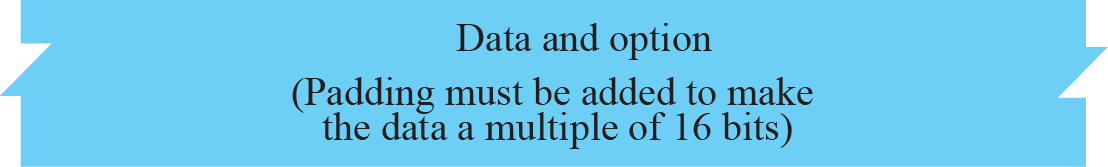 Data and option
(Padding must be added to make
the data a multiple of 16 bits)